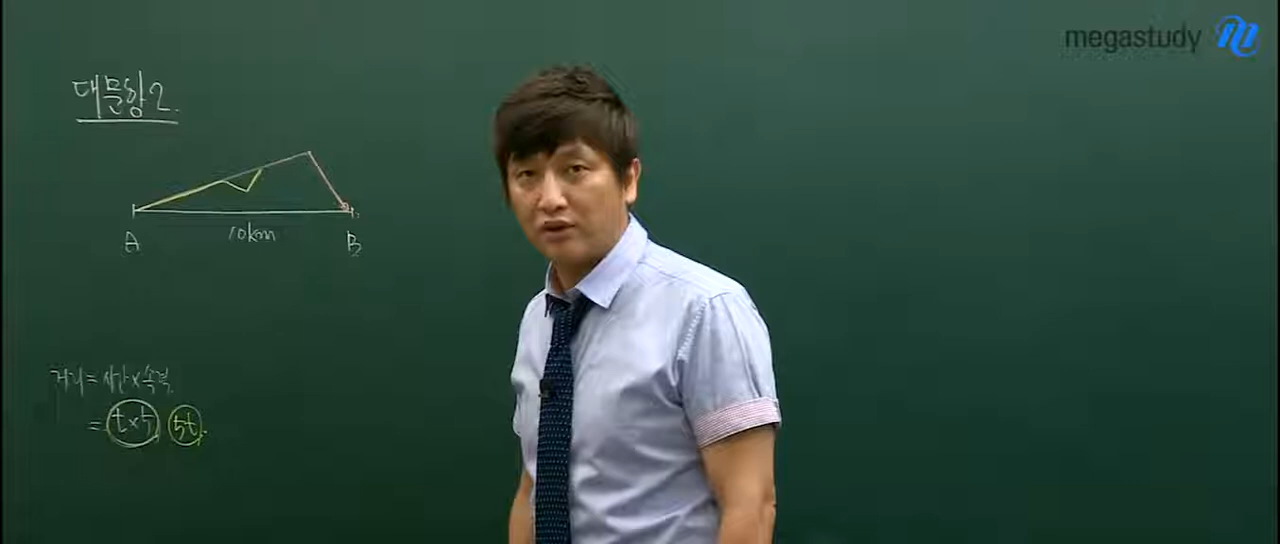 megastudy
대문항2.
10km
A B
거리 = 시간 × 속력
= t×5 5t.